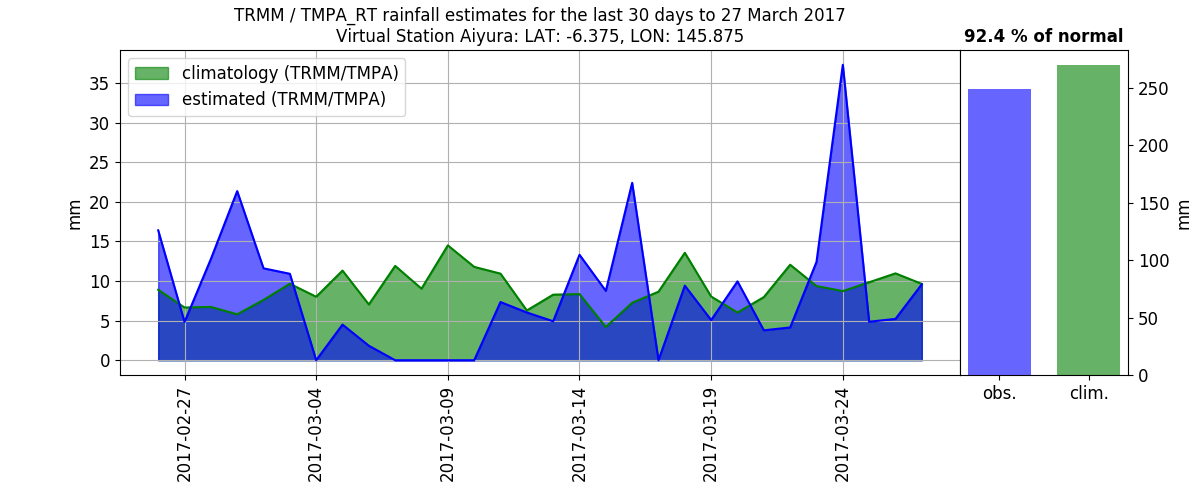 TRMM / TMPA_RT rainfall estimates for the last 30 days to 27 March 2017
Virtual Station Aiyura: LAT: -6.375, LON: 145.875
92.4 % of normal
climatology (TRMM/TMPA)
estimated (TRMM/TMPA)
mm
35
30
25
20
15
10
5
0
2017-02-27
2017-03-04
2017-03-09
2017-03-14
2017-03-19
2017-03-24
obs.
clim.
250
200
150
100
50
0
mm